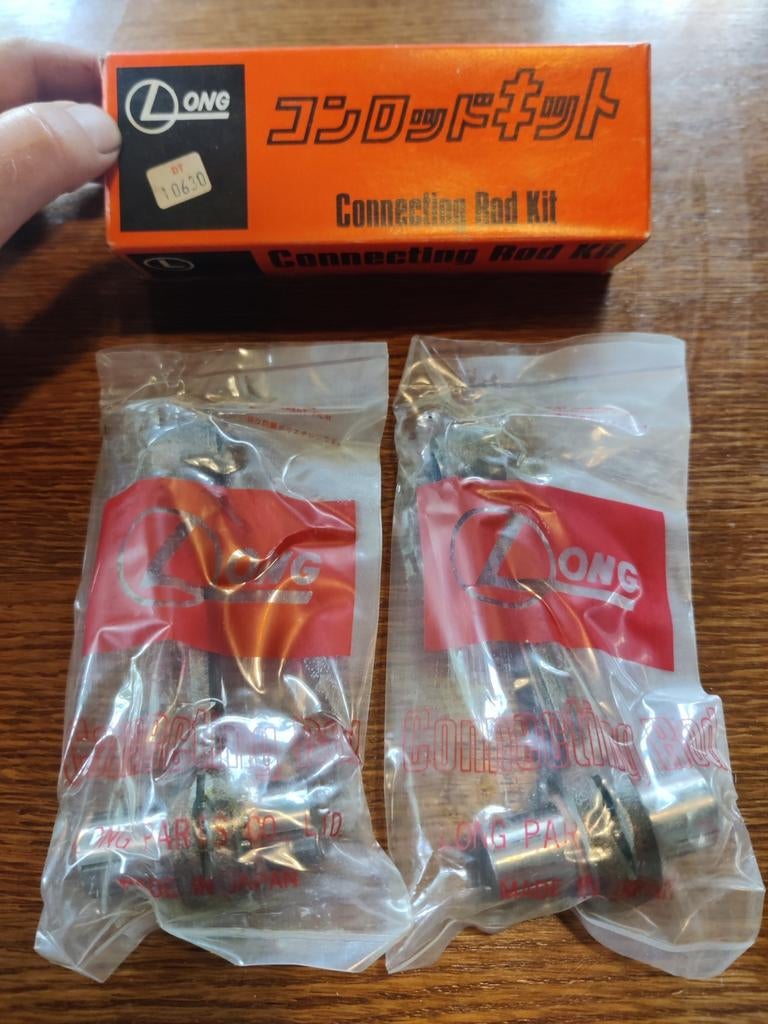 LONG
コンロッドキット
DT
10630
Connecting Rod Kit
L
Connecting Rod Kit
LONG
Connecting Rod
LONG PARTS CO., LTD.
MADE IN JAPAN
LONG
Connecting Rod
LONG PAR
MADE IN JAPAN